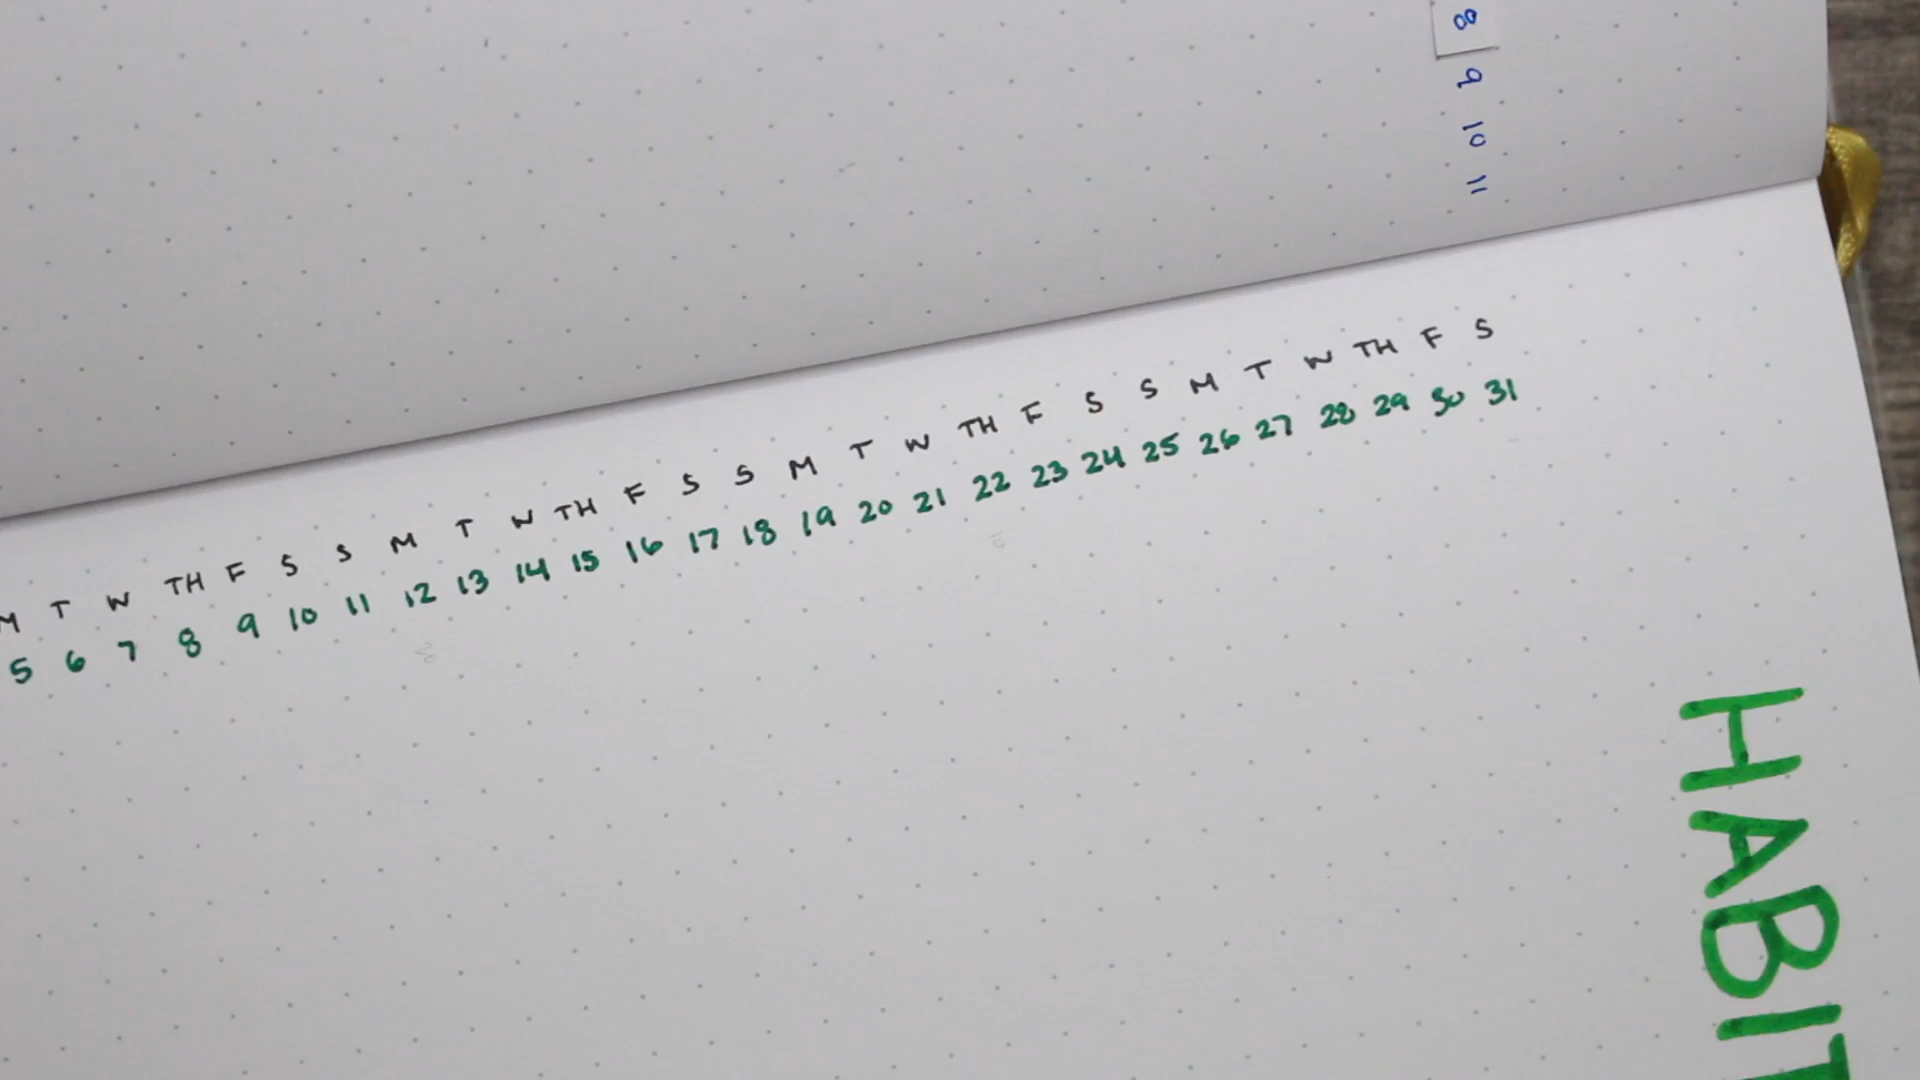 8
9
10
11
M T W TH F S S M T W TH F S S M T W TH F S S M T W TH F S
5 6 7 8 9 10 11 12 13 14 15 16 17 18 19 20 21 22 23 24 25 26 27 28 29 30 31
HABIT